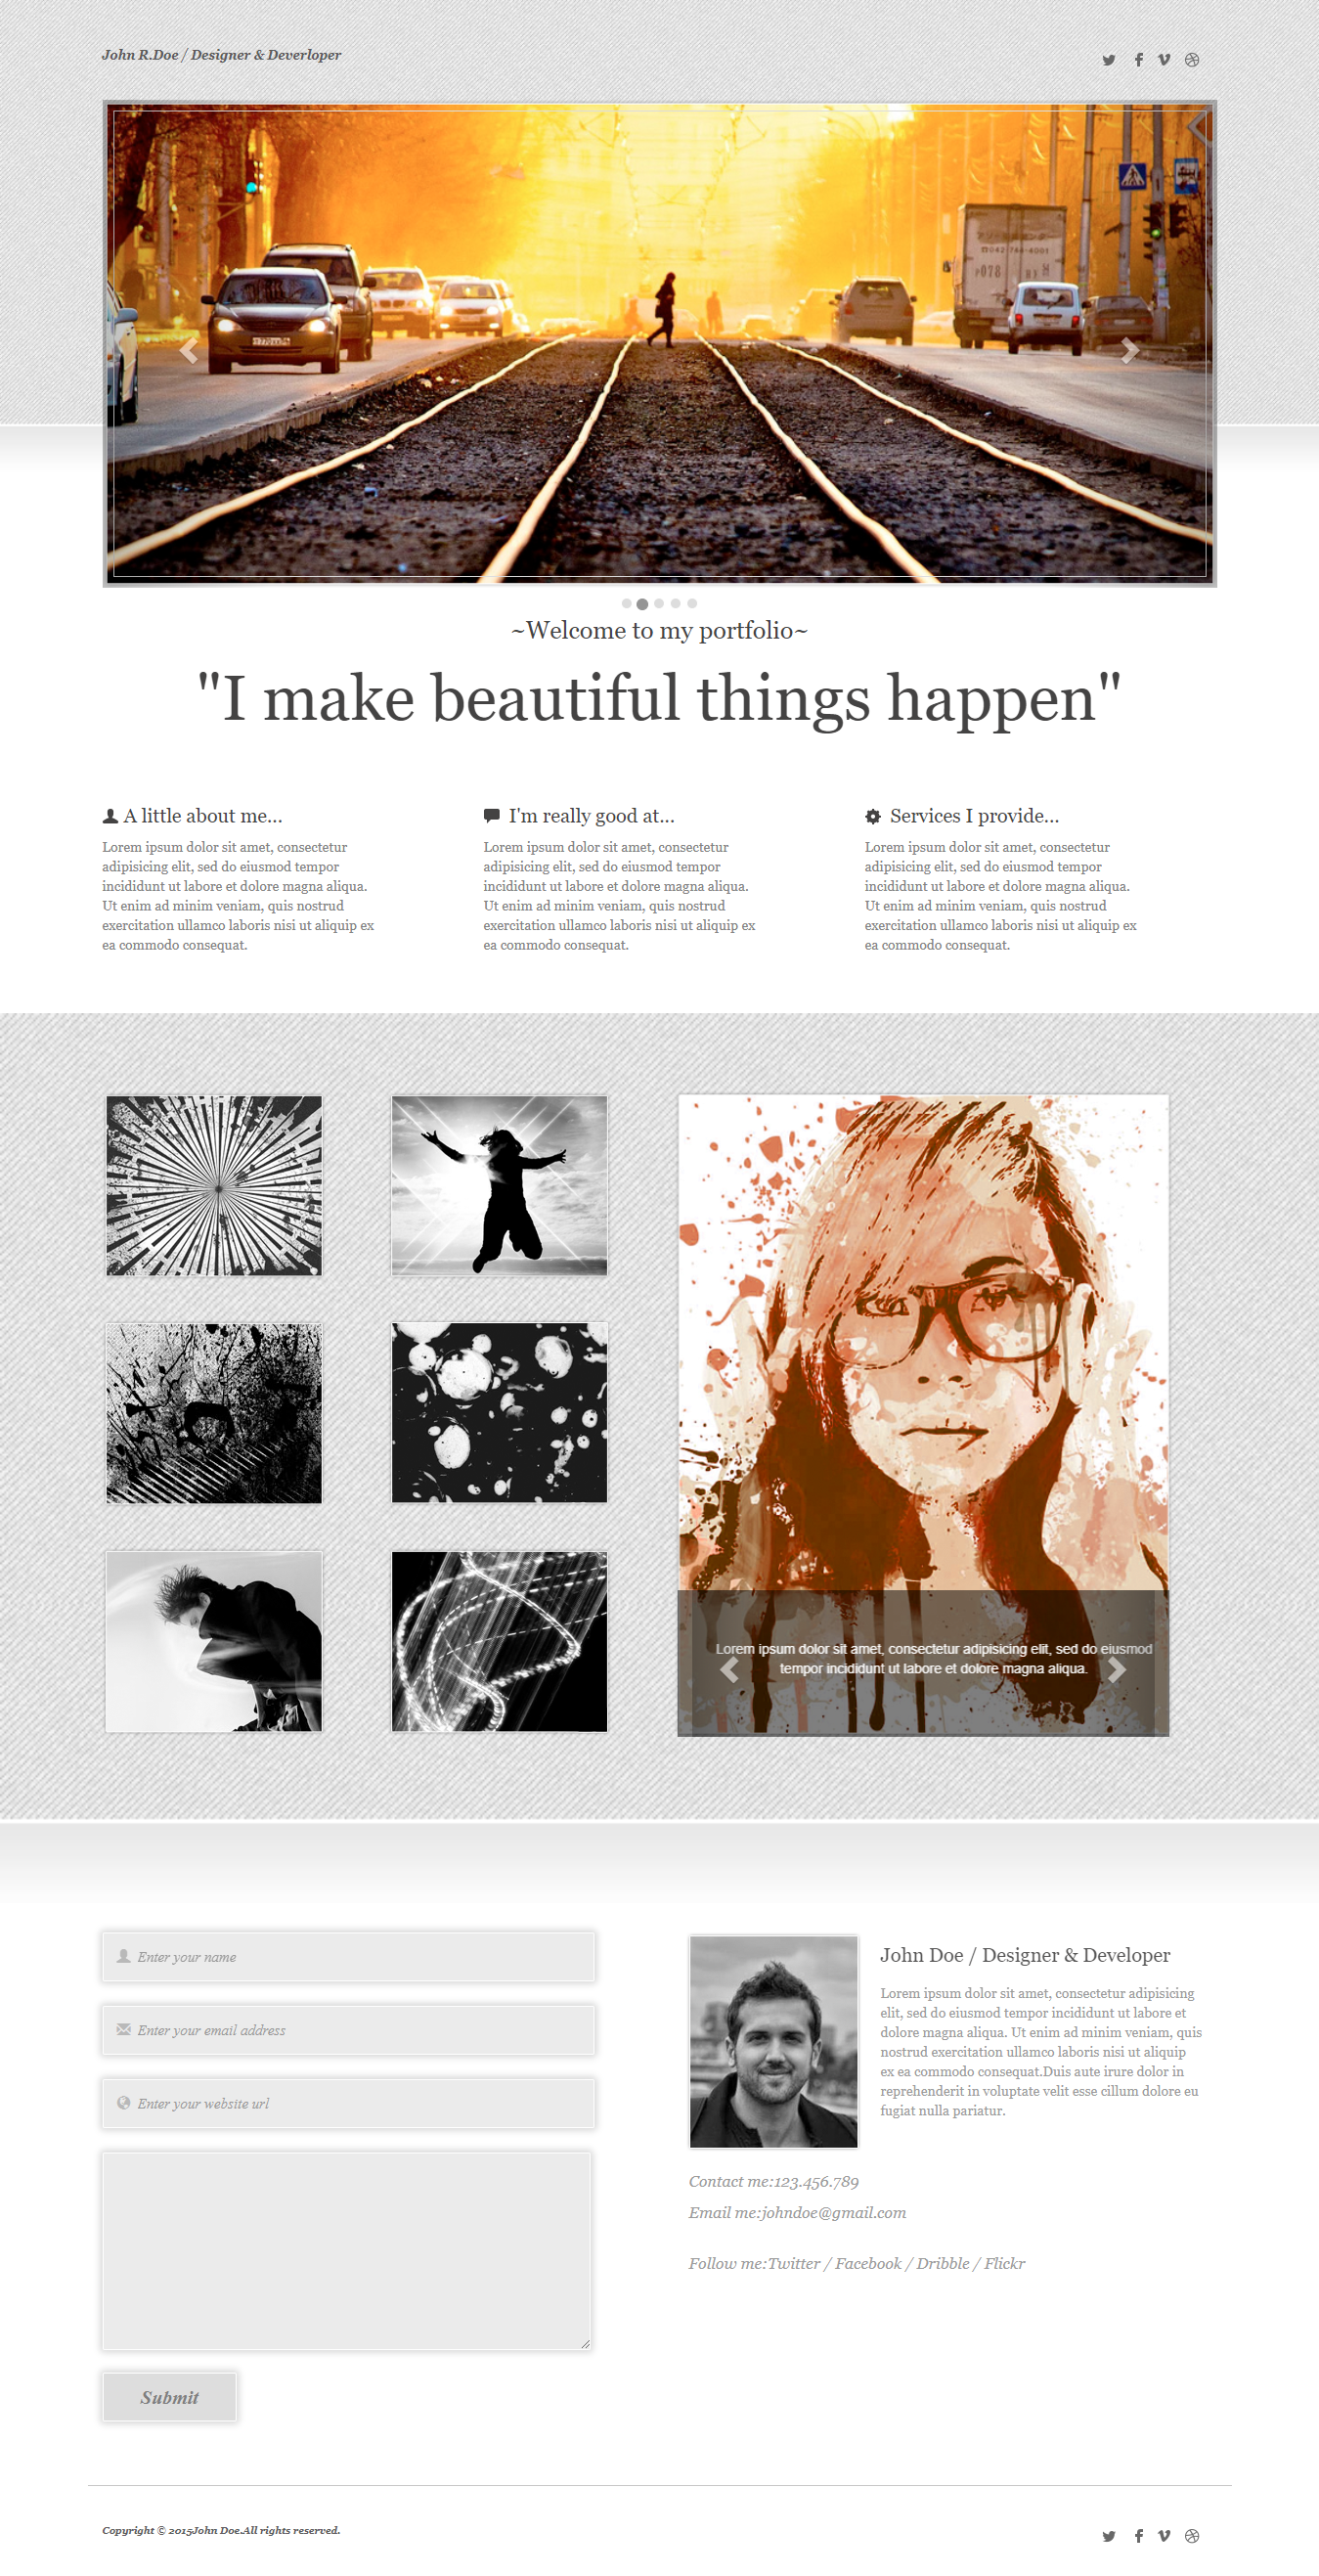 John R.Doe / Designer & Deverloper
042-744-4001
P078
~Welcome to my portfolio~
"I make beautiful things happen"
A little about me...
Lorem ipsum dolor sit amet, consectetur
adipisicing elit, sed do eiusmod tempor
incididunt ut labore et dolore magna aliqua.
Ut enim ad minim veniam, quis nostrud
exercitation ullamco laboris nisi ut aliquip ex
ea commodo consequat.
I'm really good at...
Lorem ipsum dolor sit amet, consectetur
adipisicing elit, sed do eiusmod tempor
incididunt ut labore et dolore magna aliqua.
Ut enim ad minim veniam, quis nostrud
exercitation ullamco laboris nisi ut aliquip ex
ea commodo consequat.
Services I provide...
Lorem ipsum dolor sit amet, consectetur
adipisicing elit, sed do eiusmod tempor
incididunt ut labore et dolore magna aliqua.
Ut enim ad minim veniam, quis nostrud
exercitation ullamco laboris nisi ut aliquip ex
ea commodo consequat.
Lorem ipsum dolor sit amet, consectetur adipisicing elit, sed do eiusmod
tempor incididunt ut labore et dolore magna aliqua.
Enter your name
Enter your email address
Enter your website url
Submit
John Doe / Designer & Developer
Lorem ipsum dolor sit amet, consectetur adipisicing
elit, sed do eiusmod tempor incididunt ut labore et
dolore magna aliqua. Ut enim ad minim veniam, quis
nostrud exercitation ullamco laboris nisi ut aliquip
ex ea commodo consequat.Duis aute irure dolor in
reprehenderit in voluptate velit esse cillum dolore eu
fugiat nulla pariatur.
Contact me:123.456.789
Email me:johndoe@gmail.com
Follow me:Twitter / Facebook / Dribble / Flickr
Copyright © 2015John Doe.All rights reserved.